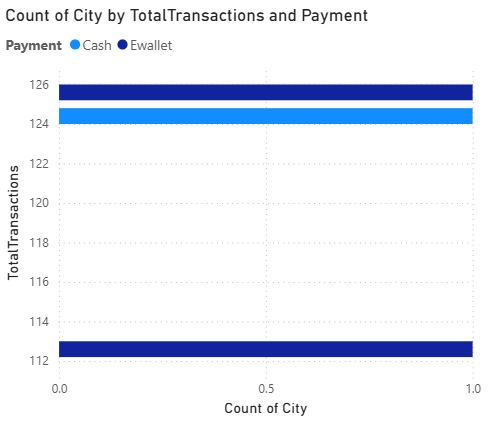 Count of City by TotalTransactions and Payment
Payment Cash Ewallet
126
124
122
120
118
116
114
112
TotalTransactions
0.0 0.5 1.0
Count of City